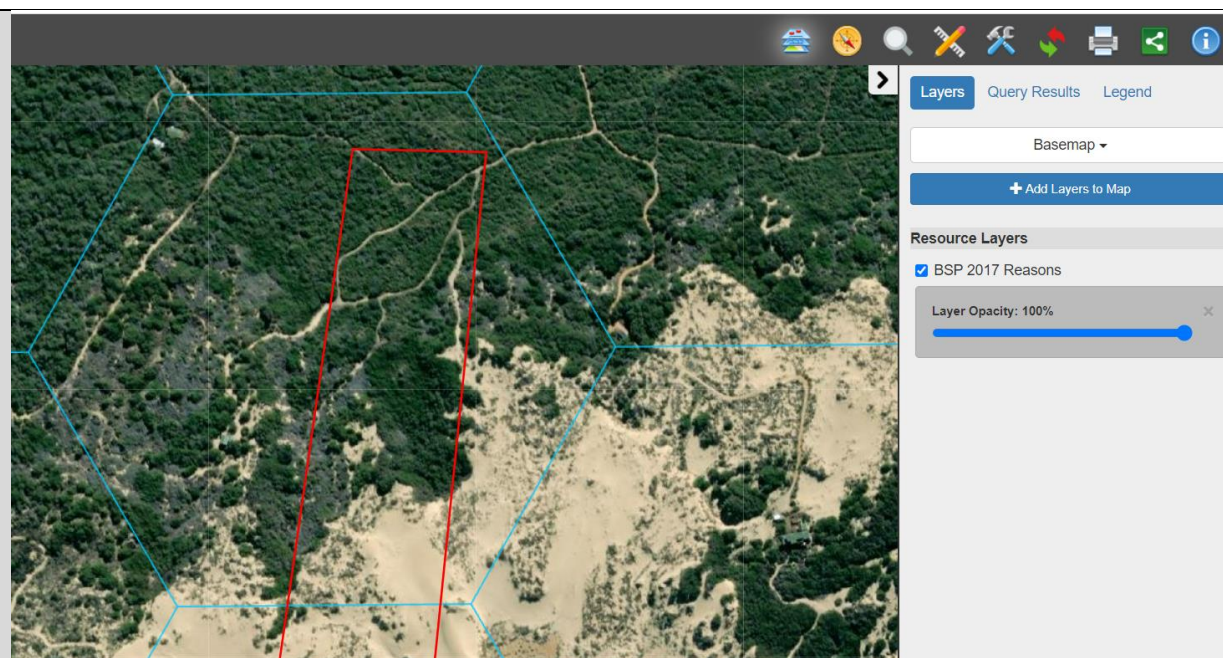 Layers Query Results Legend
Basemap
Add Layers to Map
Resource Layers
BSP 2017 Reasons
Layer Opacity: 100%